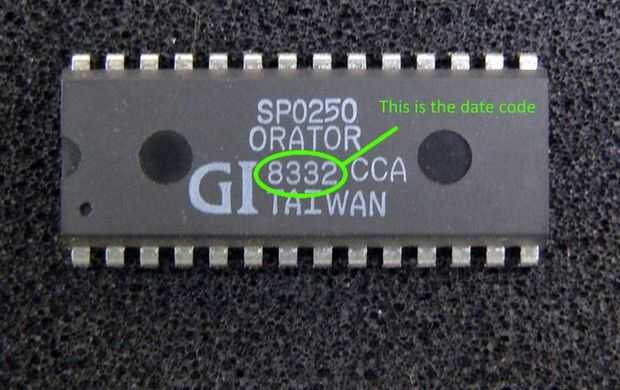 SP0250
This is the date code
ORATOR
GI 8332 CCA
TAIWAN